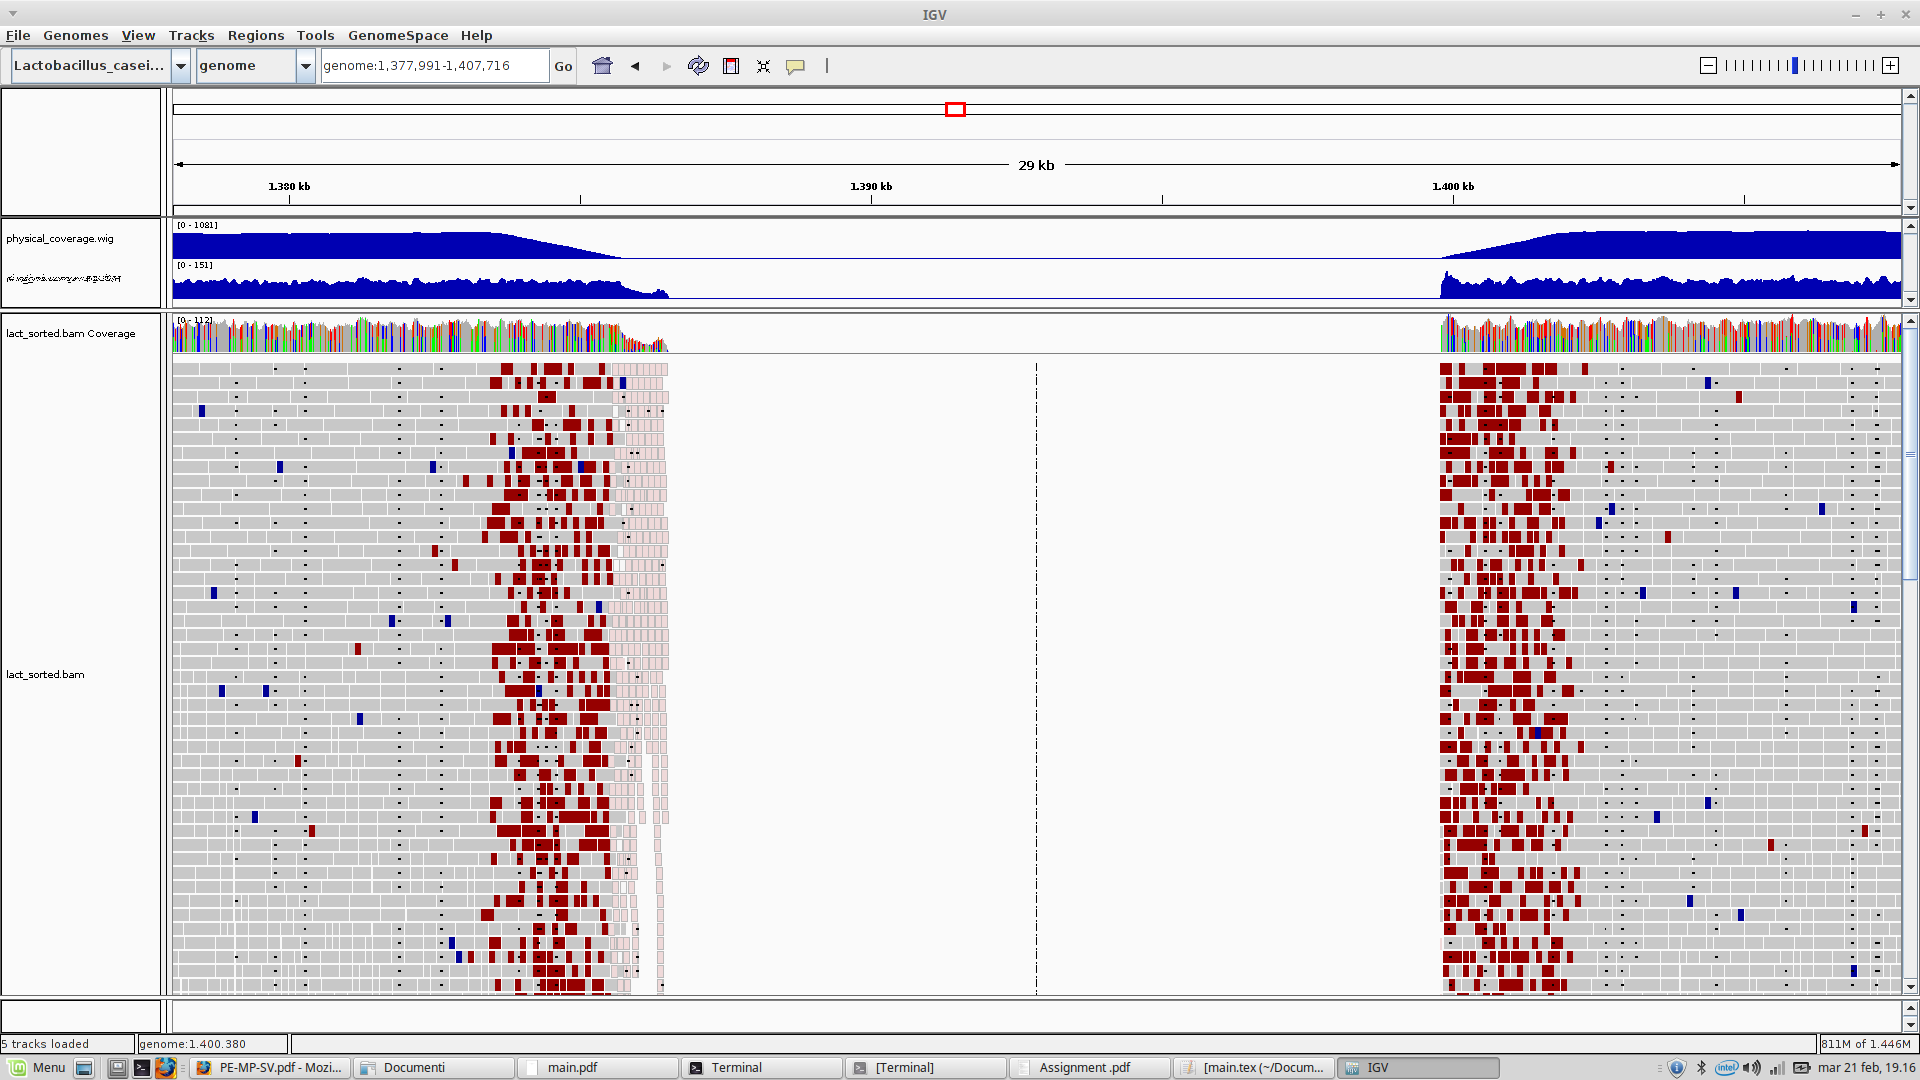 IGV
File Genomes View Tracks Regions Tools GenomeSpace Help
Lactobacillus_casei... genome genome:1,377,991-1,407,716 Go
29 kb
1.380 kb 1.390 kb 1.400 kb
[0 - 1081]
physical_coverage.wig
[0 - 151]
[0 - 112]
lact_sorted.bam Coverage
lact_sorted.bam
5 tracks loaded genome:1.400.380 811M of 1.446M
Menu PE-MP-SV.pdf - Mozi... Documenti main.pdf Terminal [Terminal] Assignment .pdf [main.tex (~/Docum... IGV intel mar 21 feb, 19.16